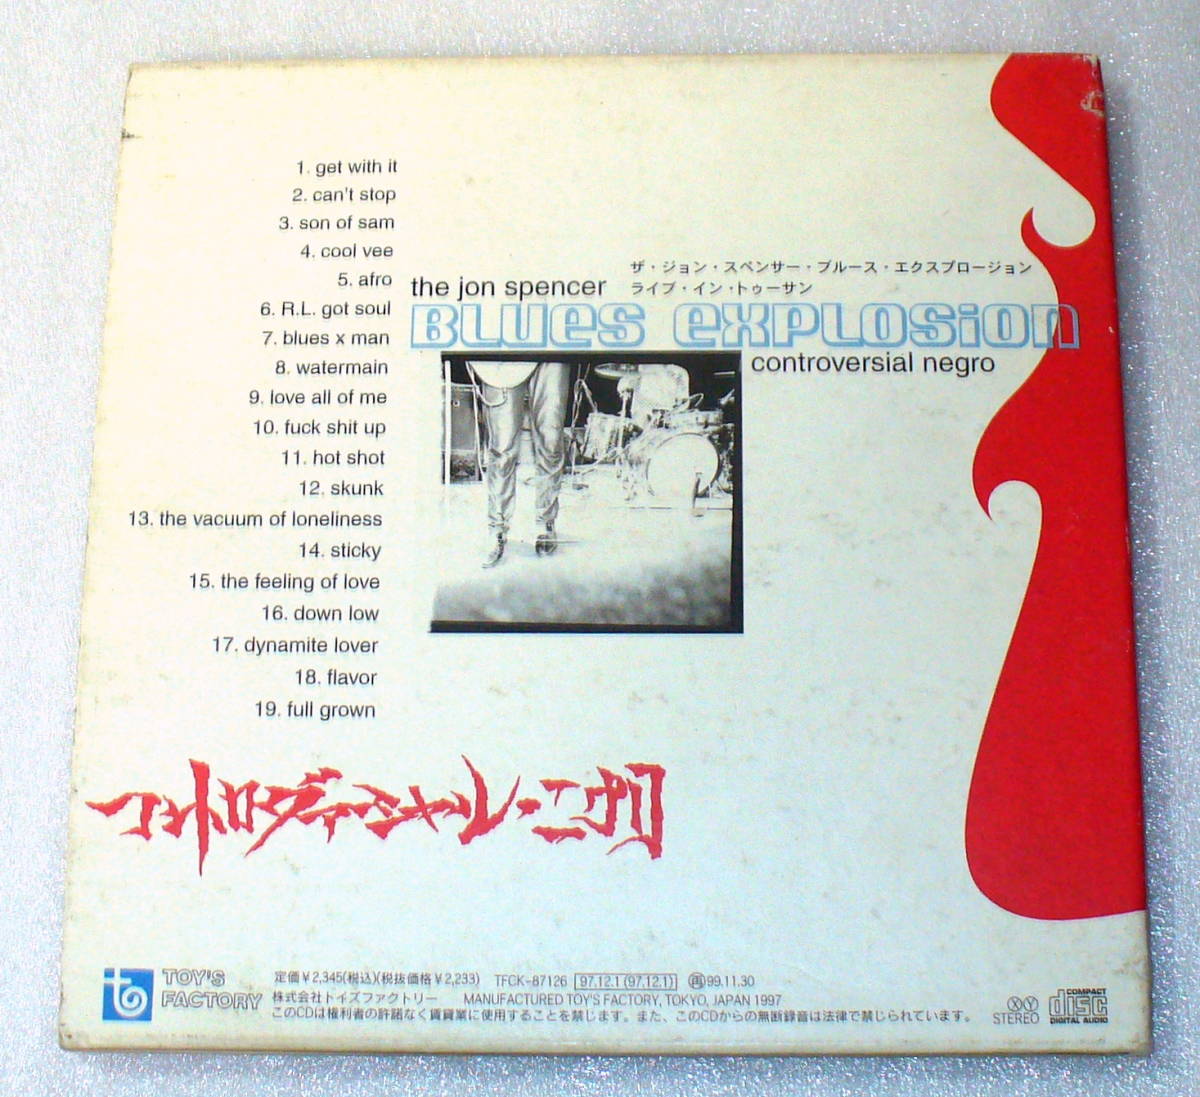 1. get with it
2. can't stop
3. son of sam
4. cool vee
5. afro
6. R.L. got soul
7. blues x man
8. watermain
9. love all of me
10. fuck shit up
11. hot shot
12. skunk
13. the vacuum of loneliness
14. sticky
15. the feeling of love
16. down low
17. dynamite lover
18. flavor
19. full grown
ザ・ジョン・スペンサー・ブルース・エクスプロージョン
the jon spencer ライブ・イン・トゥーサン
BLUes eXPLOSiOn
controversial negro
コントロヴァーシャル・ニグロ
TOY'S
FACTORY
定価¥2,345(税込)(税抜価格¥2,233) TFCK-87126 97.12.1(97.12.1) 再99.11.30
株式会社トイズファクトリー MANUFACTURED TOY'S FACTORY, TOKYO, JAPAN 1997
このCDは権利者の許諾なく賃貸業に使用することを禁じます。また、このCDからの無断録音は法律で禁じられています。
XY
STEREO
COMPACT
disc
DIGITAL AUDIO